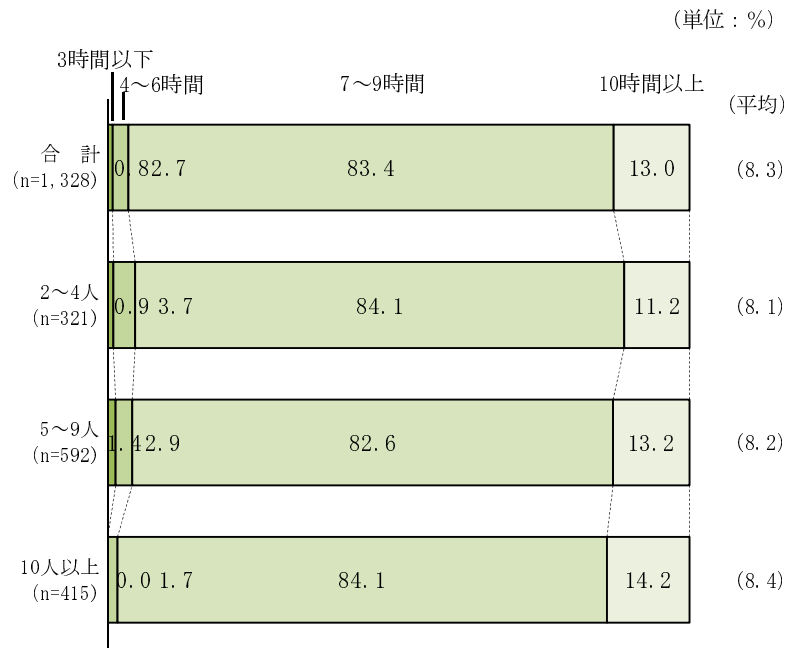 （単位：％）
3時間以下
4～6時間 7～9時間 10時間以上
（平均）
合 計
（n=1,328） 0.8 2.7 83.4 13.0 （8.3）
2～4人
（n=321） 0.9 3.7 84.1 11.2 （8.1）
5～9人
（n=592） 1.4 2.9 82.6 13.2 （8.2）
10人以上
（n=415） 0.0 1.7 84.1 14.2 （8.4）